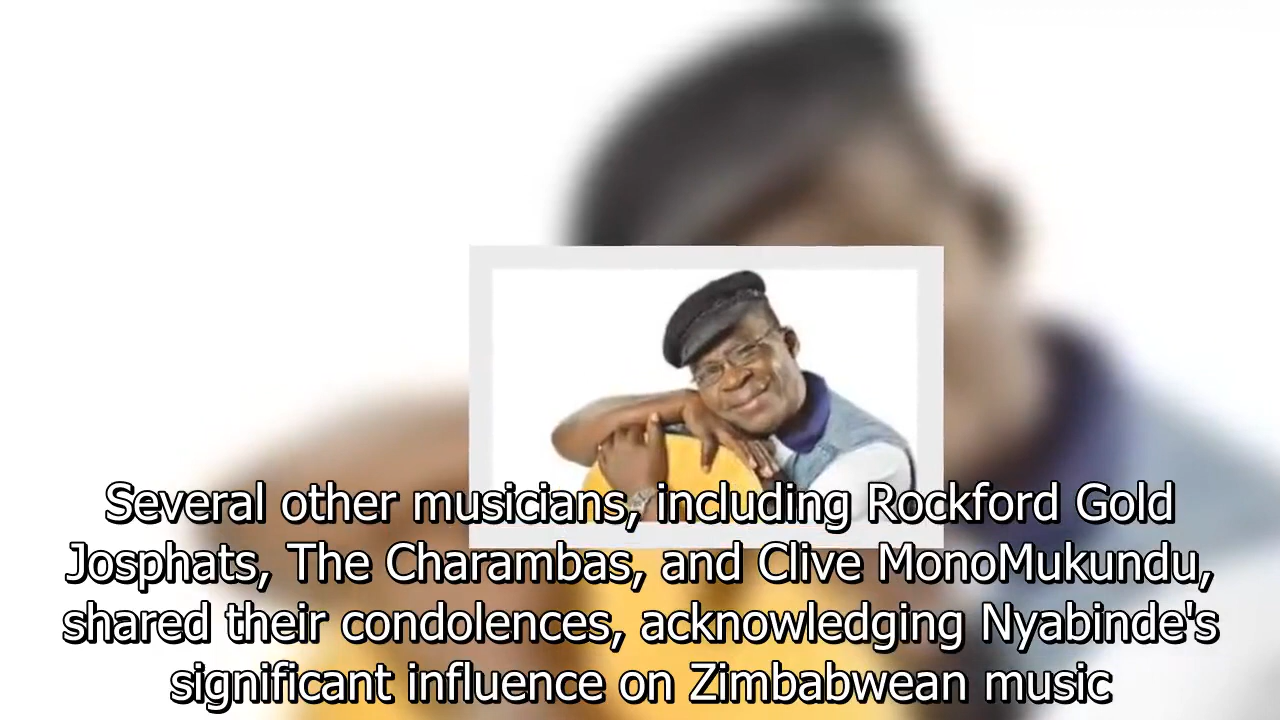 Several other musicians, including Rockford Gold
Josphats, The Charambas, and Clive MonoMukundu,
shared their condolences, acknowledging Nyabinde's
significant influence on Zimbabwean music